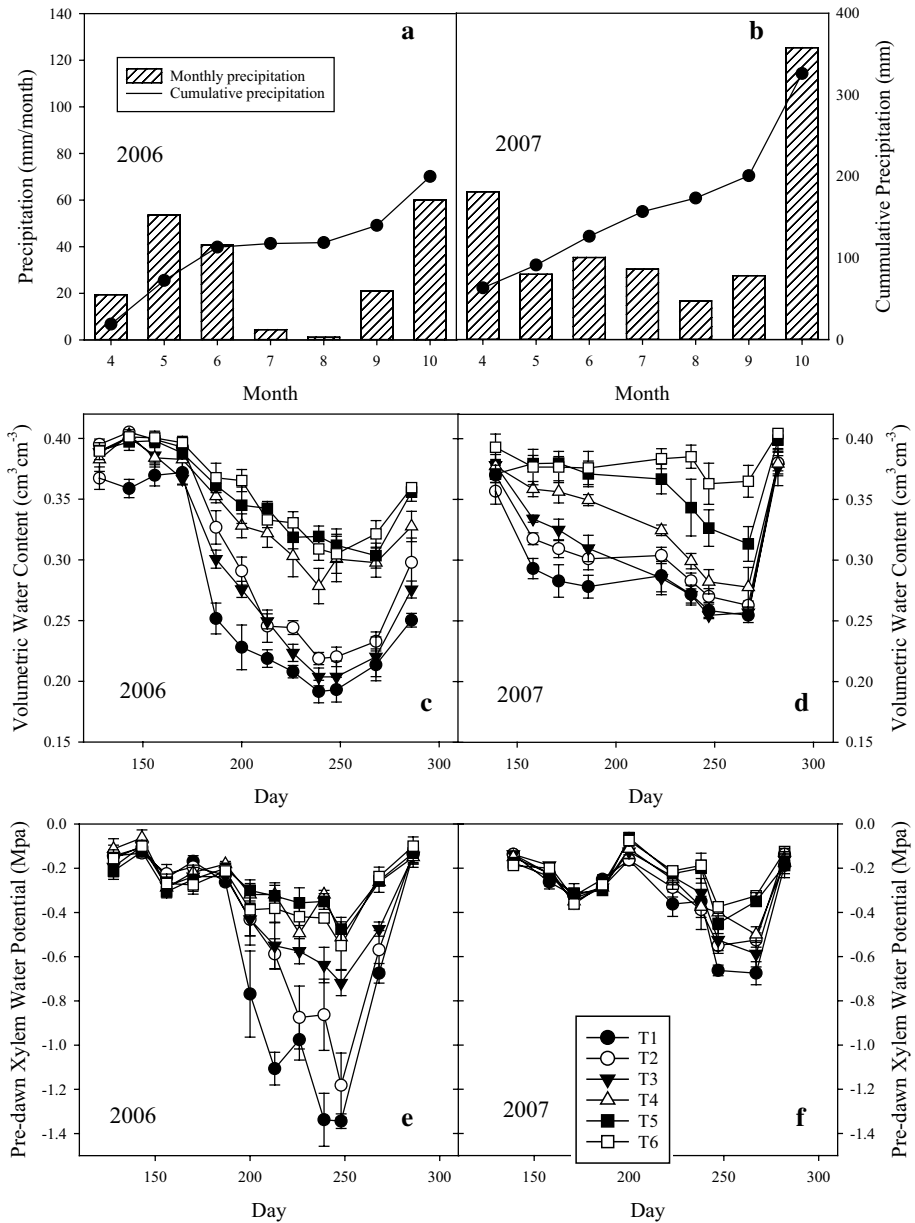 a
b
140
120
100
80
60
40
20
0
Precipitation (mm/month)
Monthly precipitation
Cumulative precipitation
2006
2007
400
300
200
100
0
Cummulative Precipitation (mm)
4 5 6 7 8 9 10
4 5 6 7 8 9 10
Month
Month
0.40
0.35
0.30
0.25
0.20
0.15
Volumetric Water Content (cm³ cm⁻³)
2006
c
2007
d
0.40
0.35
0.30
0.25
0.20
0.15
Volumetric Water Content (cm³ cm⁻³)
150 200 250 300
150 200 250 300
Day
Day
0.0
-0.2
-0.4
-0.6
-0.8
-1.0
-1.2
-1.4
Pre-dawn Xylem Water Potential (Mpa)
2006
e
2007
f
T1
T2
T3
T4
T5
T6
0.0
-0.2
-0.4
-0.6
-0.8
-1.0
-1.2
-1.4
Pre-dawn Xylem Water Potential (Mpa)
150 200 250 300
150 200 250 300
Day
Day